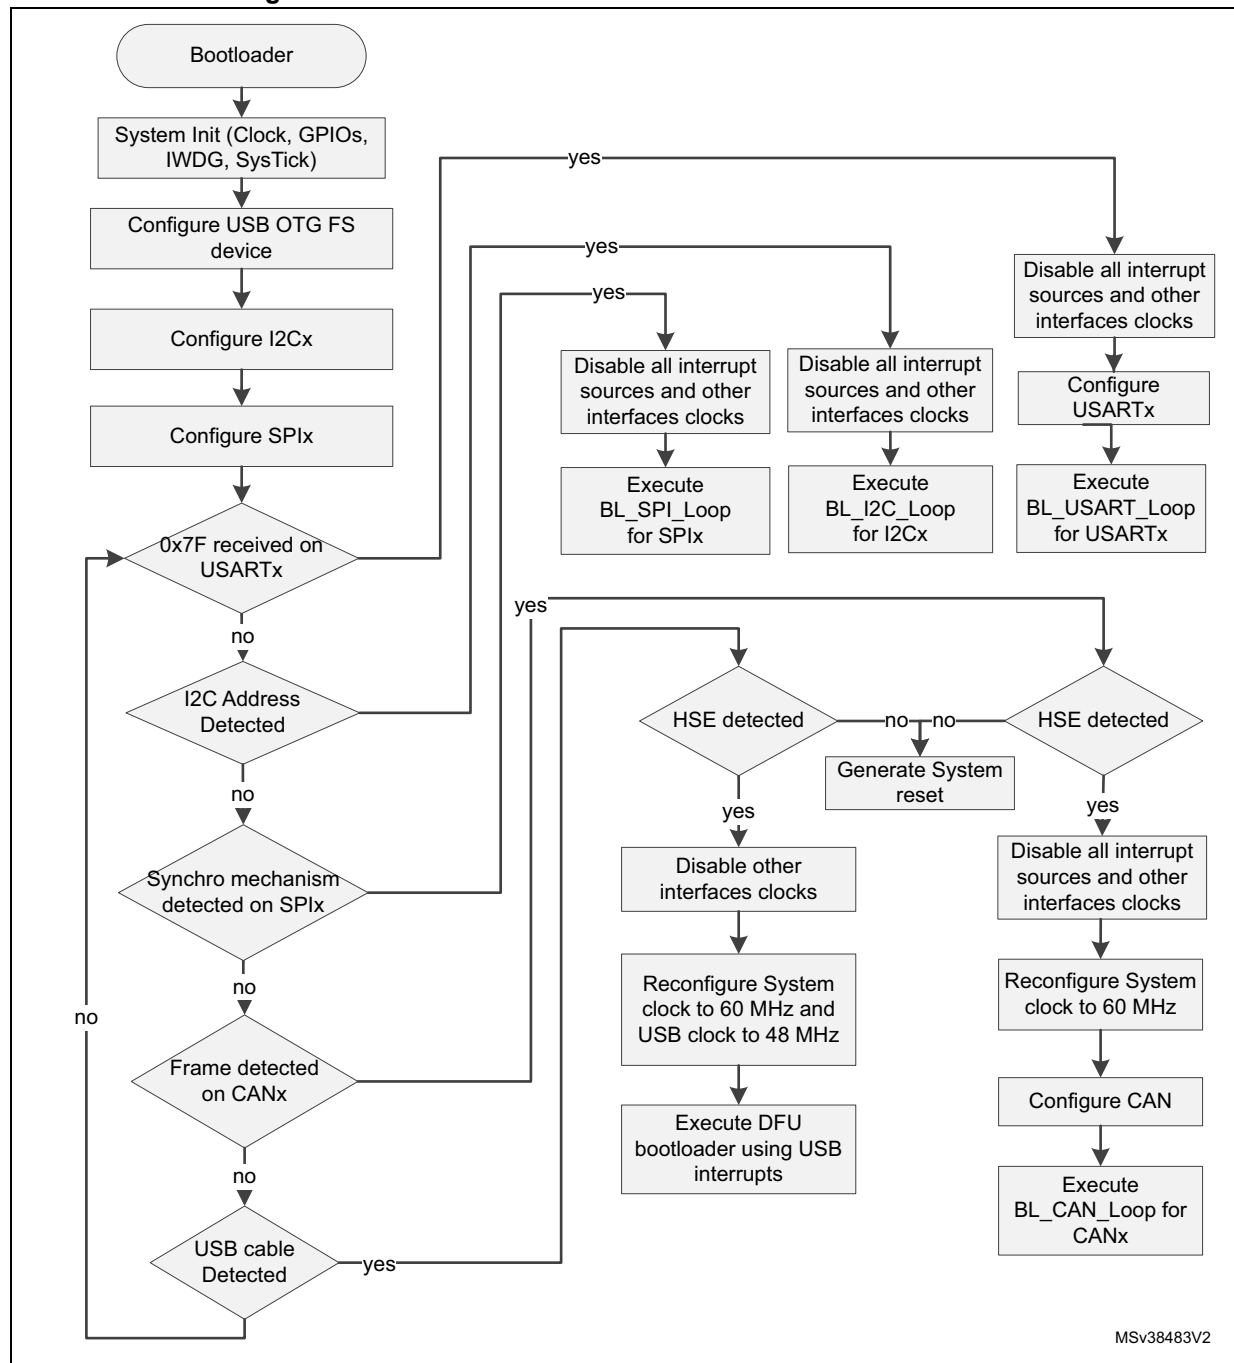 Bootloader
System Init (Clock, GPIOs,
IWDG, SysTick)
Configure USB OTG FS
device
Configure I2Cx
Configure SPIx
0x7F received on
USARTx
no
I2C Address
Detected
no
Synchro mechanism
detected on SPIx
no
Frame detected
on CANx
no
USB cable
Detected
no
yes
yes
yes
Disable all interrupt
sources and other
interfaces clocks
Execute
BL_SPI_Loop
for SPIx
Disable all interrupt
sources and other
interfaces clocks
Execute
BL_I2C_Loop
for I2Cx
Disable all interrupt
sources and other
interfaces clocks
Configure
USARTx
Execute
BL_USART_Loop
for USARTx
yes
yes
HSE detected
no
no
HSE detected
Generate System
reset
yes
Disable other
interfaces clocks
Reconfigure System
clock to 60 MHz and
USB clock to 48 MHz
Execute DFU
bootloader using USB
interrupts
yes
Disable all interrupt
sources and other
interfaces clocks
Reconfigure System
clock to 60 MHz
Configure CAN
Execute
BL_CAN_Loop for
CANx
MSv38483V2